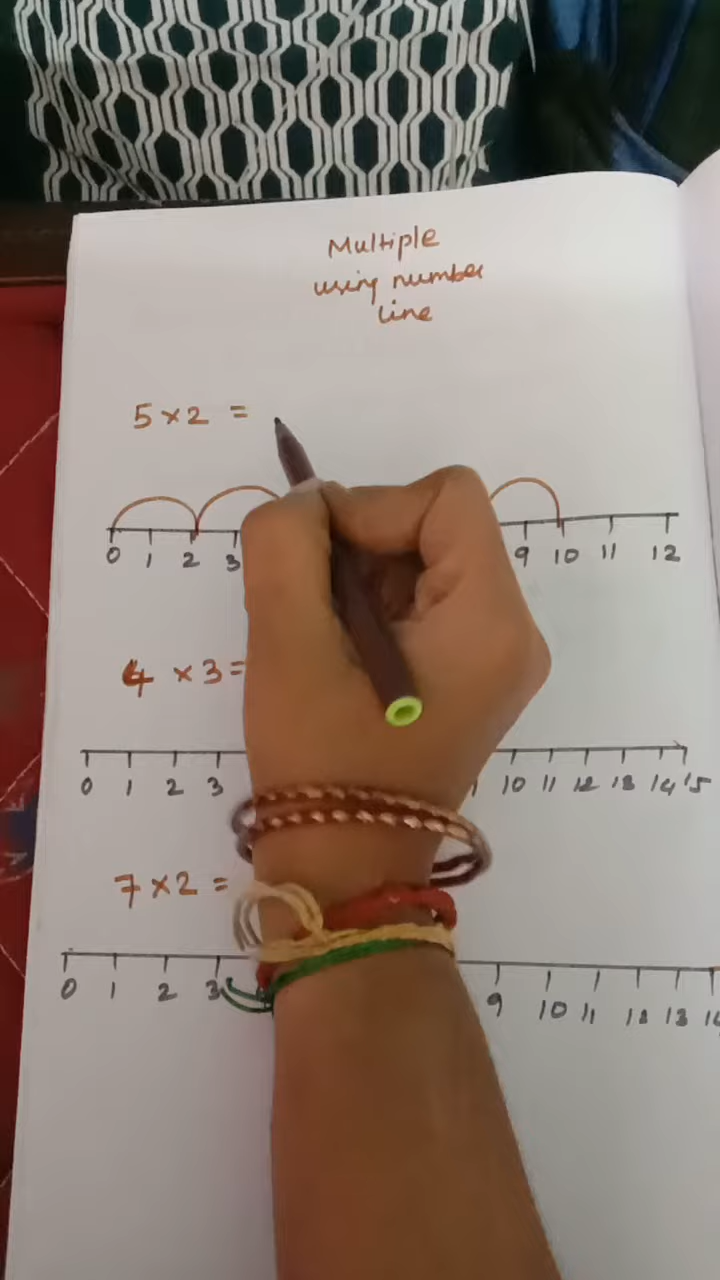 Multiple
using number
line
5 × 2 =
0 1 2 3 9 10 11 12
4 × 3 =
0 1 2 3 10 11 12 13 14 15
7 × 2 =
0 1 2 3 9 10 11 12 13